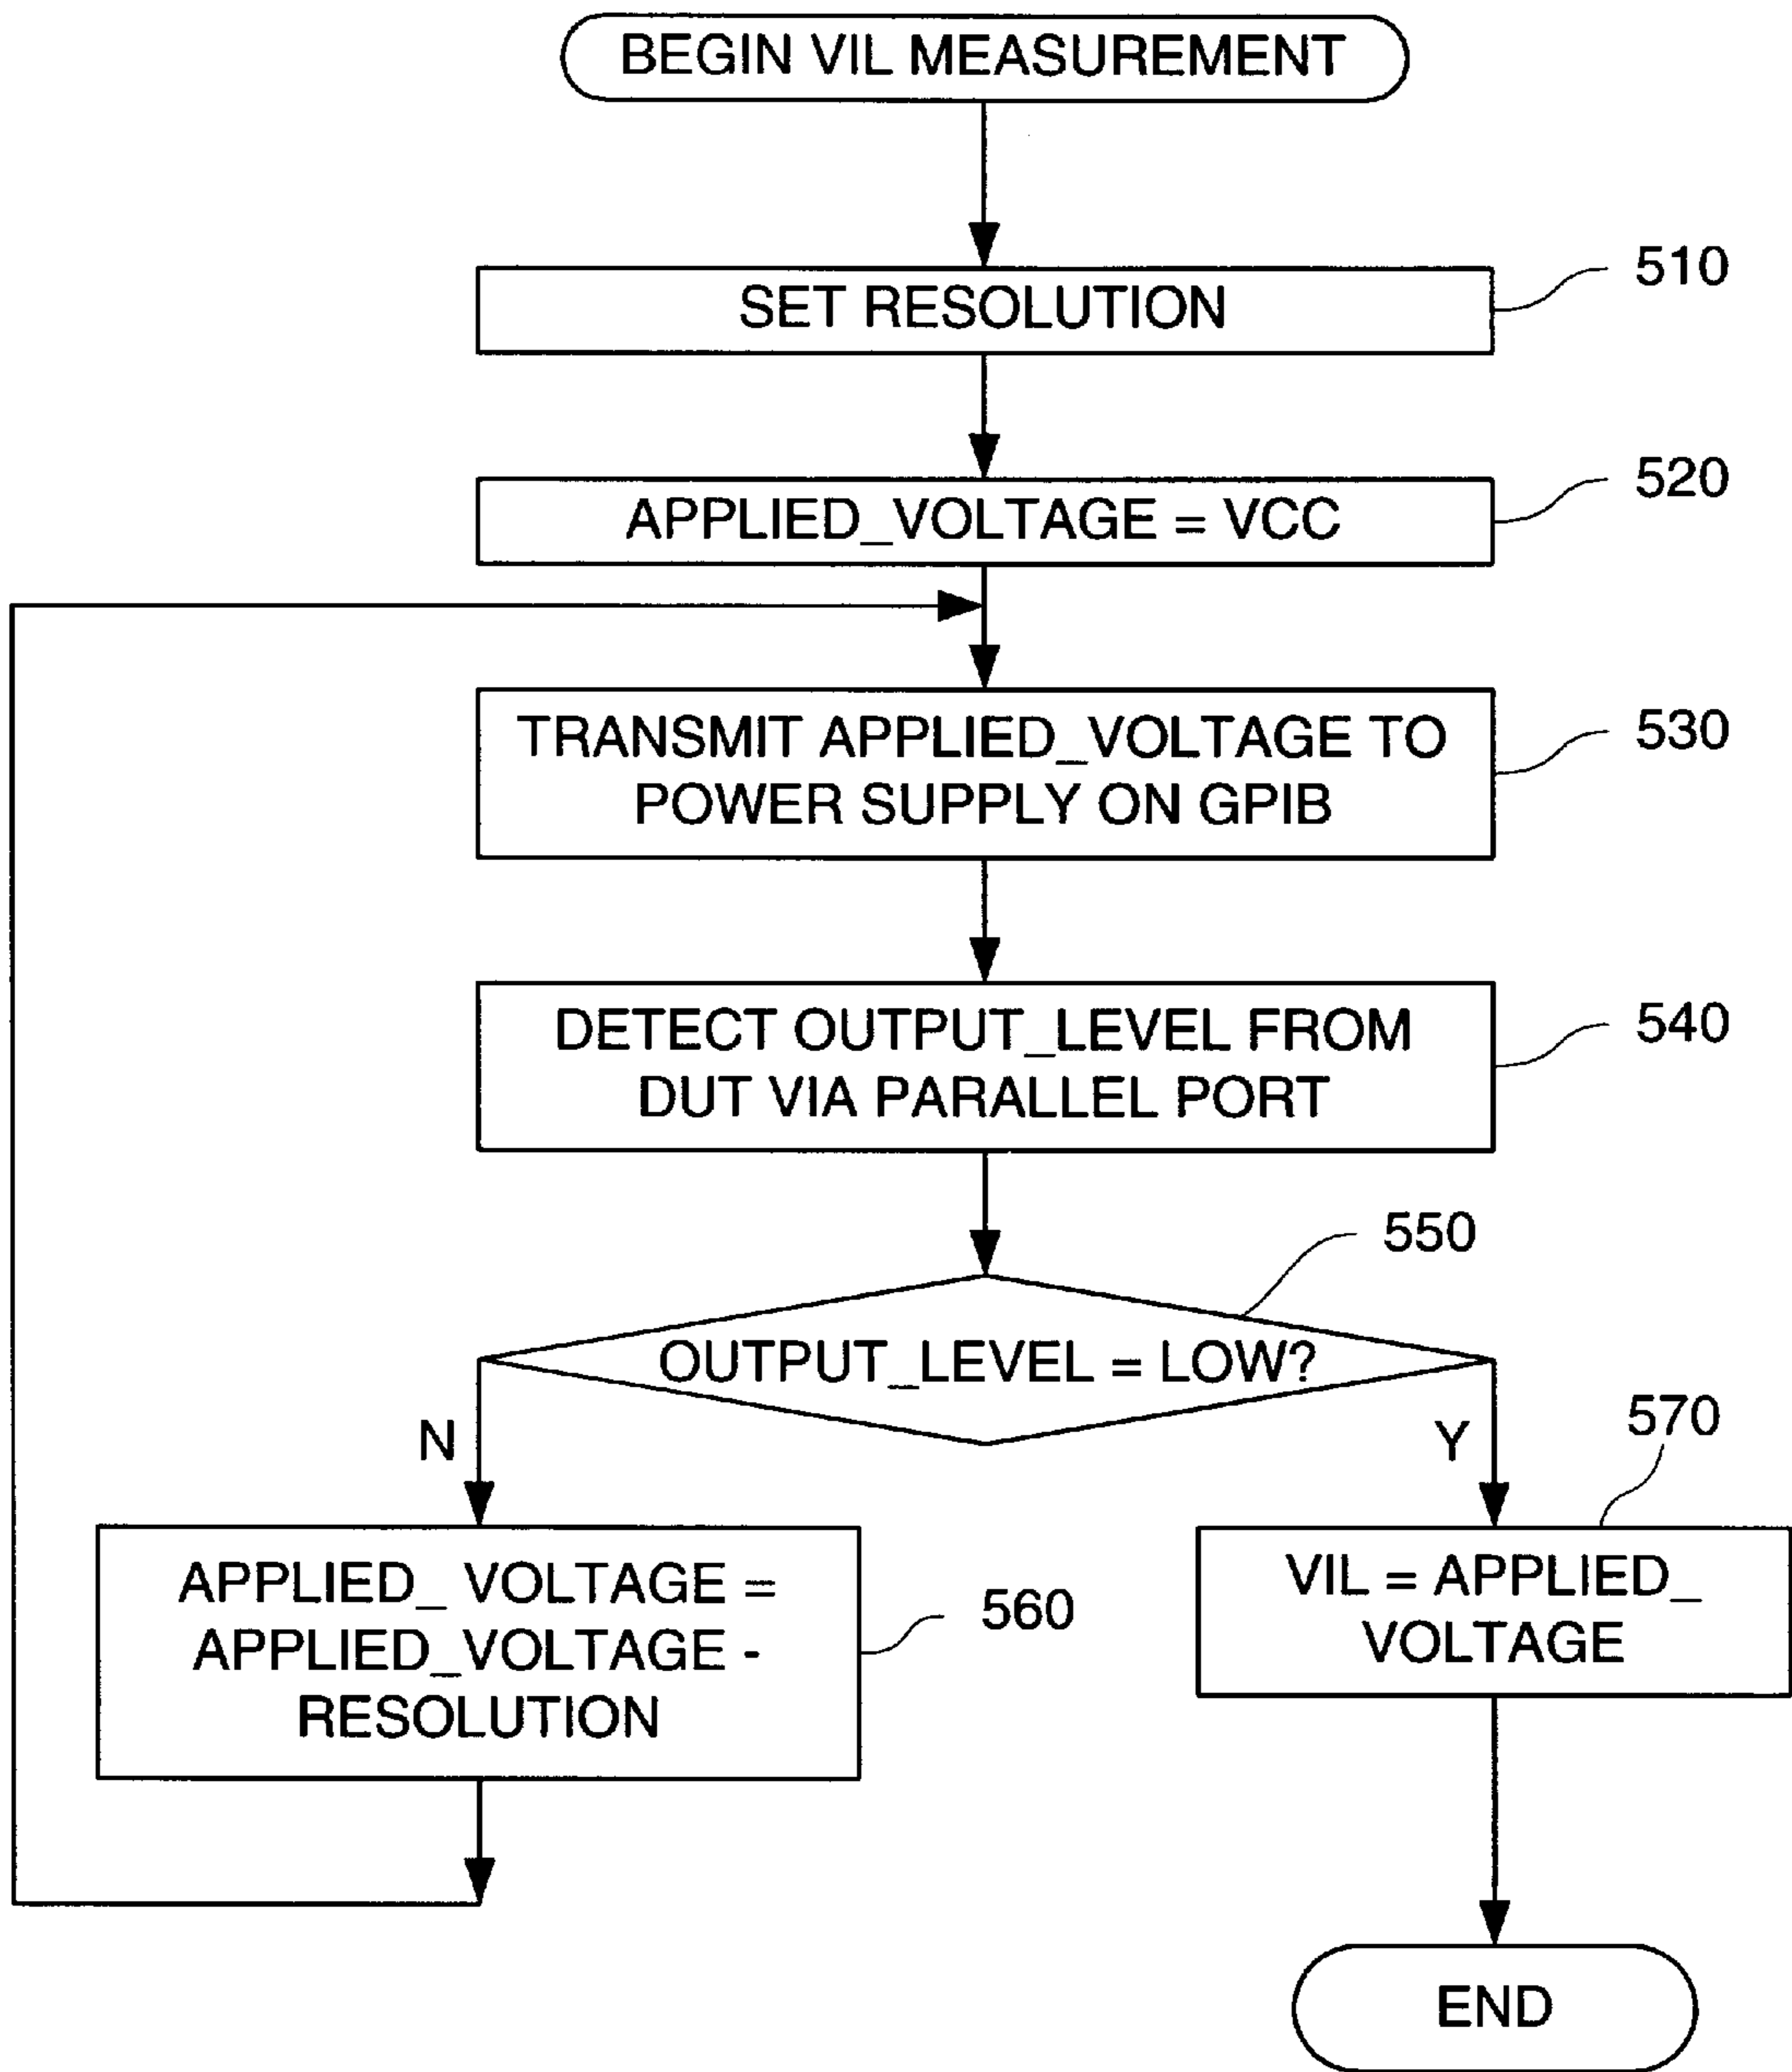 BEGIN VIL MEASUREMENT
SET RESOLUTION
510
APPLIED_VOLTAGE = VCC
520
TRANSMIT APPLIED_VOLTAGE TO
POWER SUPPLY ON GPIB
530
DETECT OUTPUT_LEVEL FROM
DUT VIA PARALLEL PORT
540
550
OUTPUT_LEVEL = LOW?
N
Y
570
APPLIED_ VOLTAGE =
APPLIED_VOLTAGE -
RESOLUTION
560
VIL = APPLIED_
VOLTAGE
END